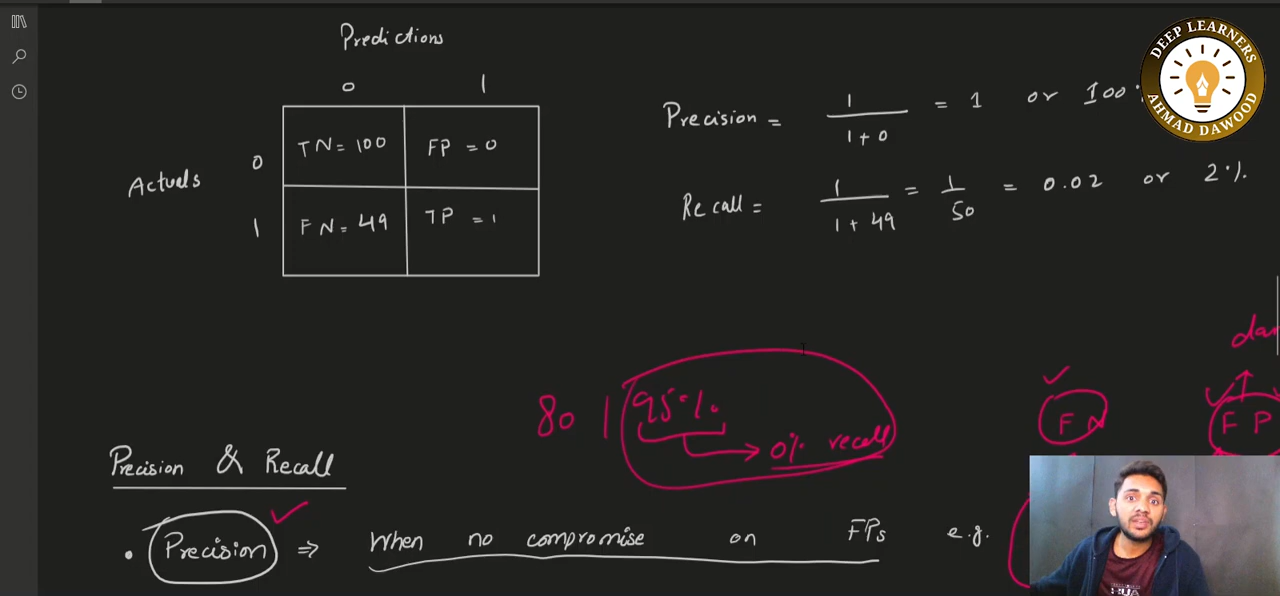 Predictions
0 1
Actuals
0
TN = 100
FP = 0
1
FN = 49
TP = 1
Precision = 1 / 1 + 0 = 1 or 100%
Recall = 1 / 1 + 49 = 1 / 50 = 0.02 or 2%
DEEP LEARNERS
AHMAD DAWOOD
80 | 95%
0% recall
FN
FP
Precision & Recall
• Precision ⇒ When no compromise on FPs e.g.